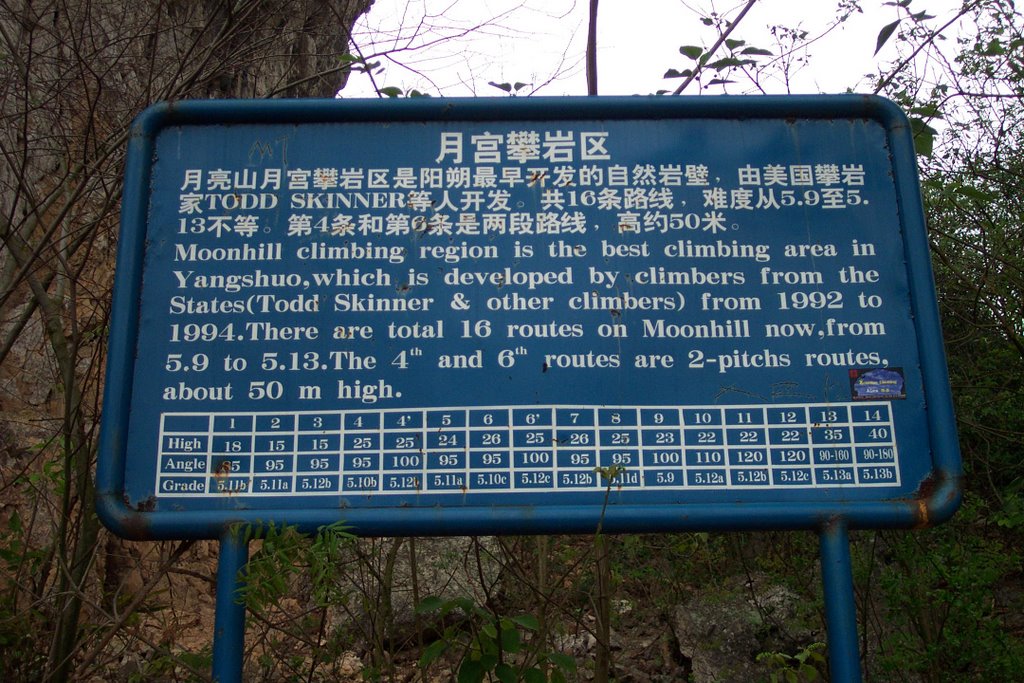 月宫攀岩区
月亮山月宫攀岩区是阳朔最早开发的自然岩壁，由美国攀岩
家TODD SKINNER等人开发。共16条路线，难度从5.9至5.
13不等。第4条和第6条是两段路线，高约50米。
Moonhill climbing region is the best climbing area in
Yangshuo,which is developed by climbers from the
States(Todd Skinner & other climbers) from 1992 to
1994.There are total 16 routes on Moonhill now,from
5.9 to 5.13.The 4th and 6th routes are 2-pitchs routes,
about 50 m high.
1 2 3 4 4' 5 6 6' 7 8 9 10 11 12 13 14
High 18 15 15 25 25 24 26 25 26 25 23 22 22 22 35 40
Angle 85 95 95 95 100 95 95 100 95 95 100 110 120 120 90-160 90-180
Grade 5.11b 5.11a 5.12c 5.10b 5.12d 5.11a 5.10c 5.12c 5.12b 5.11d 5.9 5.12a 5.12b 5.12c 5.13a 5.13b